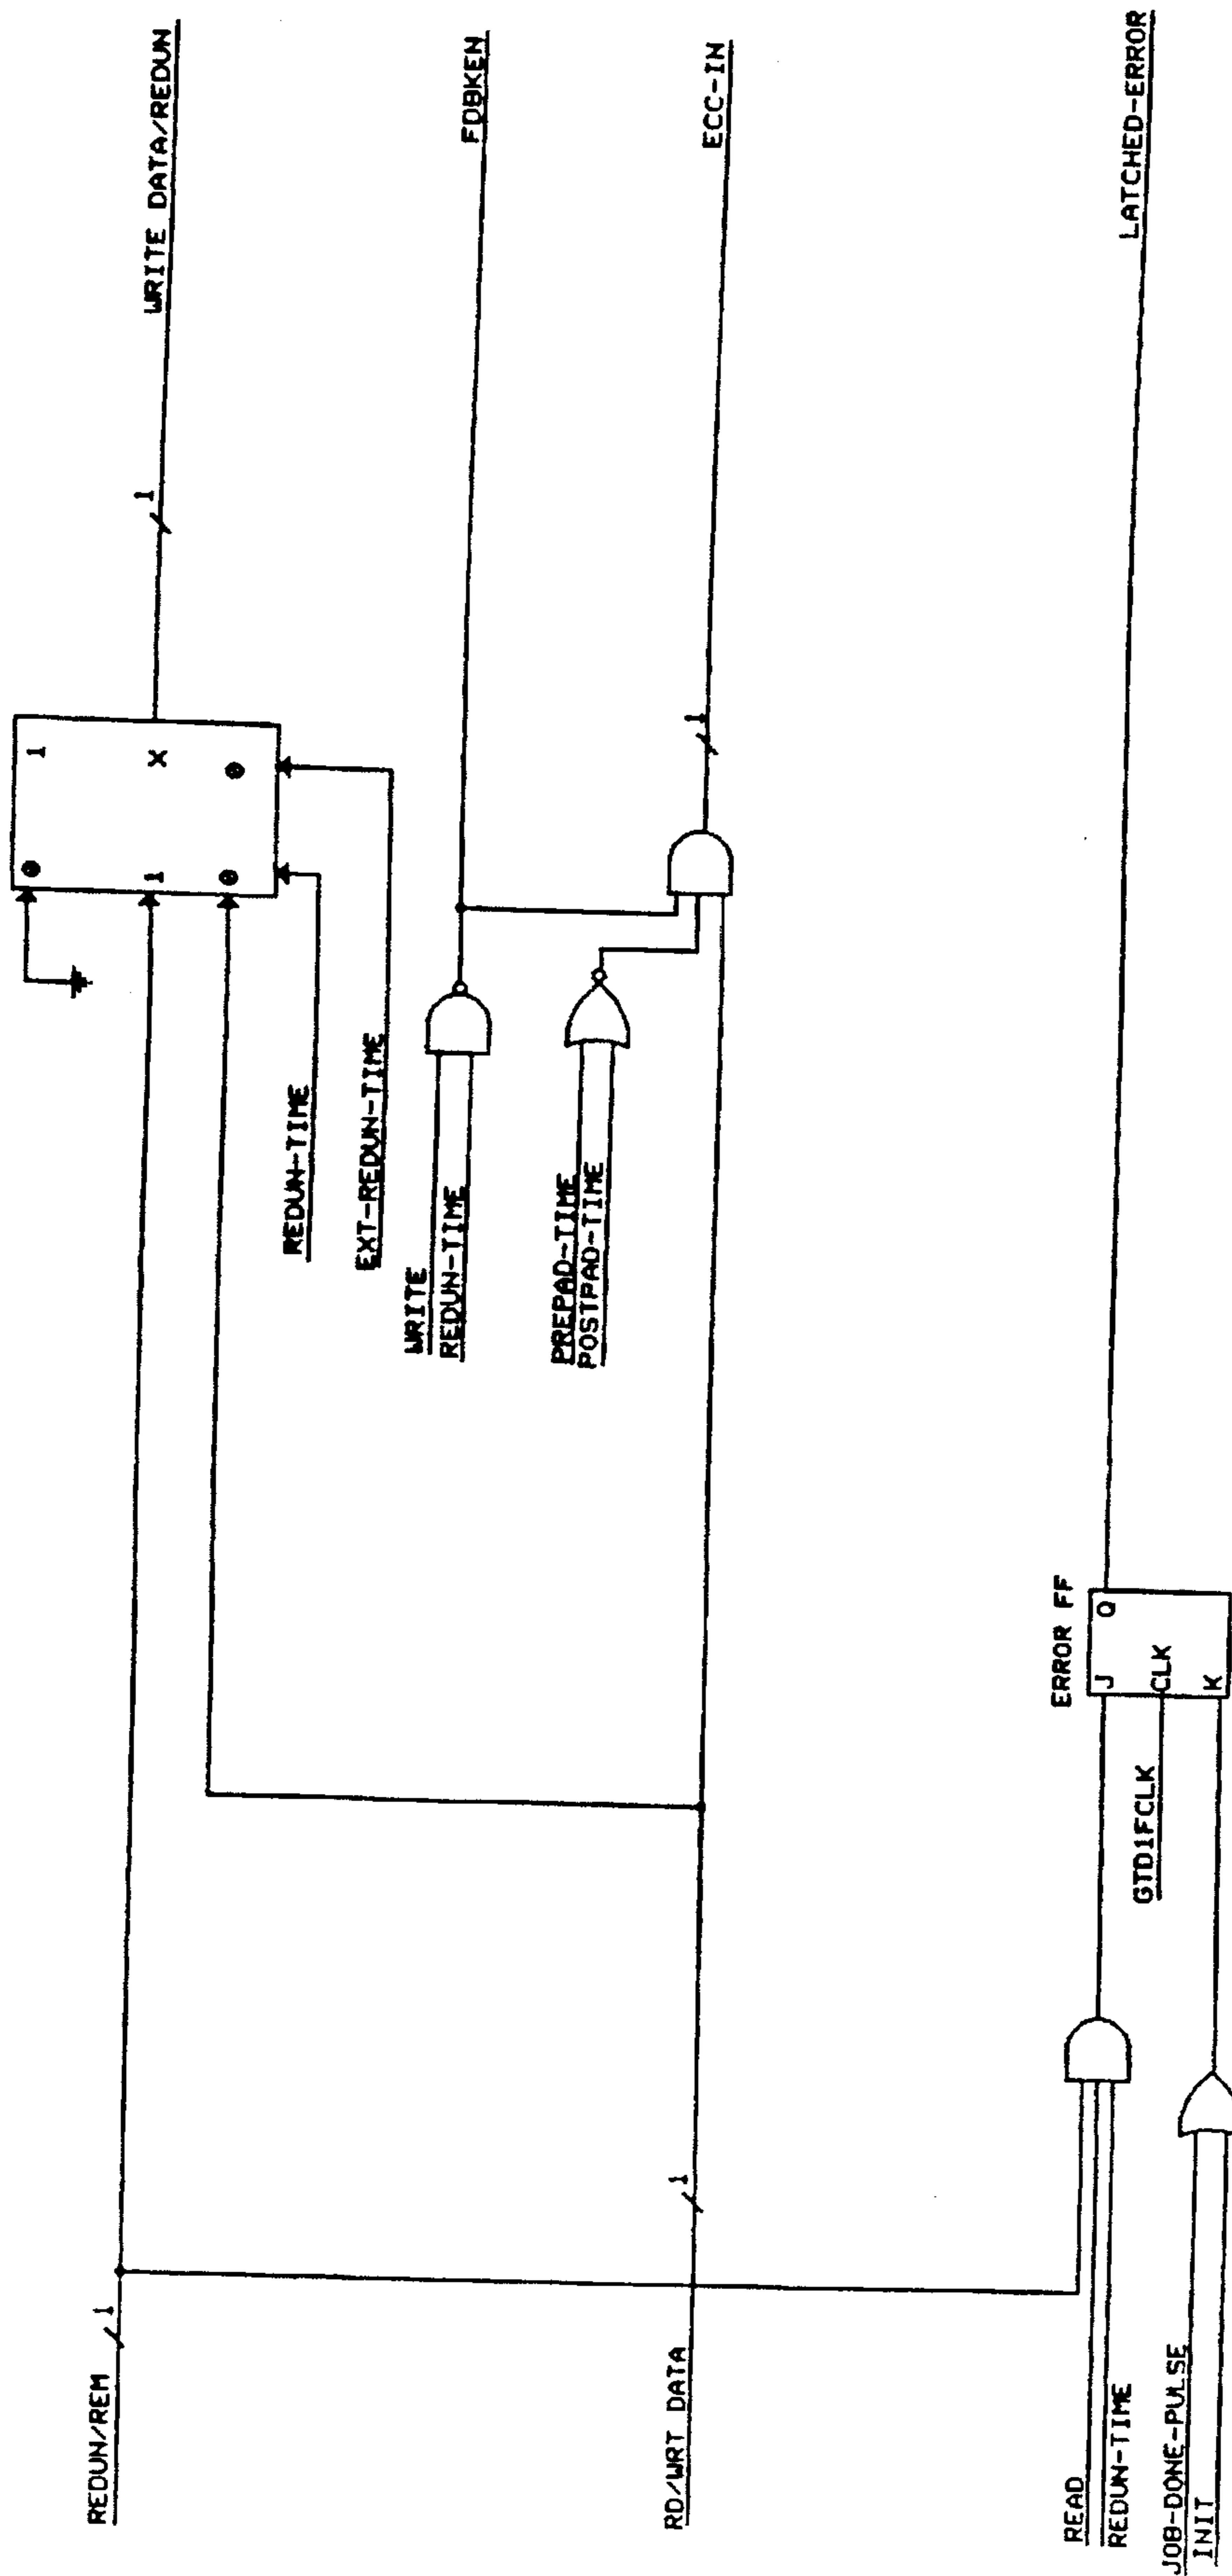 REDUN/REM
1
WRITE DATA/REDUN
1
0
1
1
X
0
0
REDUN-TIME
EXT-REDUN-TIME
WRITE
REDUN-TIME
FDBKEN
PREPAD-TIME
POSTPAD-TIME
RD/WRT DATA
1
1
ECC-IN
ERROR FF
READ
REDUN-TIME
J
Q
GTD1FCLK
CLK
K
JOB-DONE-PULSE
INIT
LATCHED-ERROR